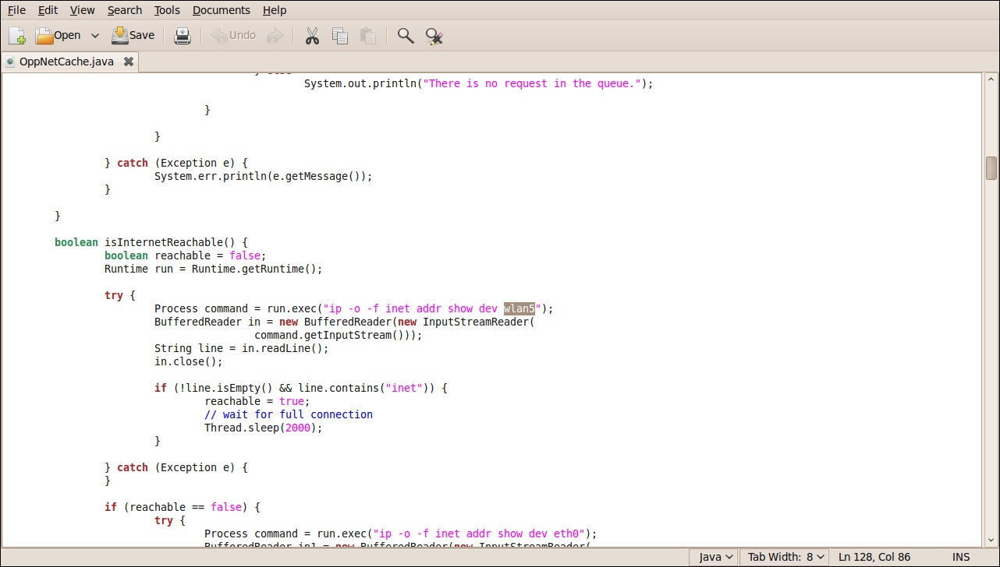 File Edit View Search Tools Documents Help
Open Save Undo
OppNetCache.java
} else
System.out.println("There is no request in the queue.");
}
}
} catch (Exception e) {
System.err.println(e.getMessage());
}
}
boolean isInternetReachable() {
boolean reachable = false;
Runtime run = Runtime.getRuntime();
try {
Process command = run.exec("ip -o -f inet addr show dev wlan5");
BufferedReader in = new BufferedReader(new InputStreamReader(
command.getInputStream()));
String line = in.readLine();
in.close();
if (!line.isEmpty() && line.contains("inet")) {
reachable = true;
// wait for full connection
Thread.sleep(2000);
}
} catch (Exception e) {
}
if (reachable == false) {
try {
Process command = run.exec("ip -o -f inet addr show dev eth0");
BufferedReader in1 = new BufferedReader(new InputStreamReader(
Java Tab Width: 8 Ln 128, Col 86 INS